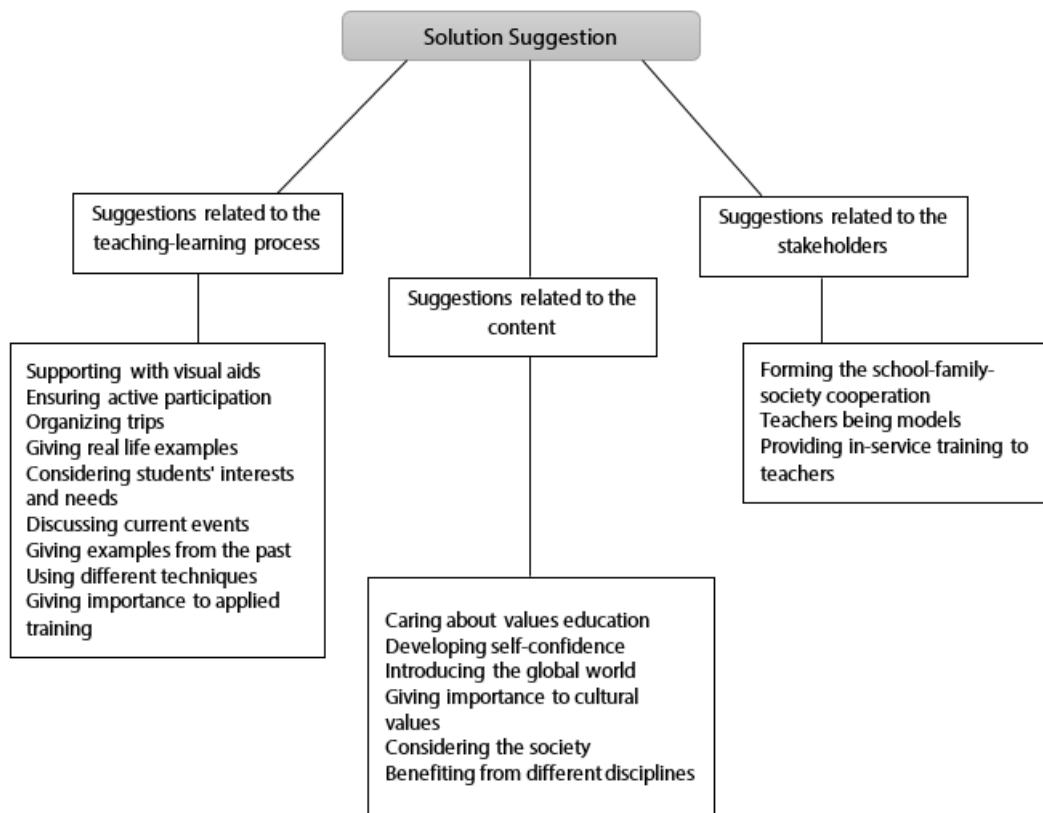 Solution Suggestion
Suggestions related to the
teaching-learning process
Suggestions related to the
content
Suggestions related to the
stakeholders
Supporting with visual aids
Ensuring active participation
Organizing trips
Giving real life examples
Considering students' interests
and needs
Discussing current events
Giving examples from the past
Using different techniques
Giving importance to applied
training
Caring about values education
Developing self-confidence
Introducing the global world
Giving importance to cultural
values
Considering the society
Benefiting from different disciplines
Forming the school-family-
society cooperation
Teachers being models
Providing in-service training to
teachers